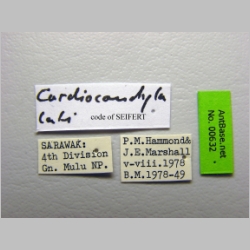 Cardiocondyla
code of SEIFERT
SARAWAK:
4th Division
Gn. Mulu NP.
P.M.Hammond&
J.E.Marshall
v-viii.1978
B.M.1978-49
AntBase.net
No. 00632